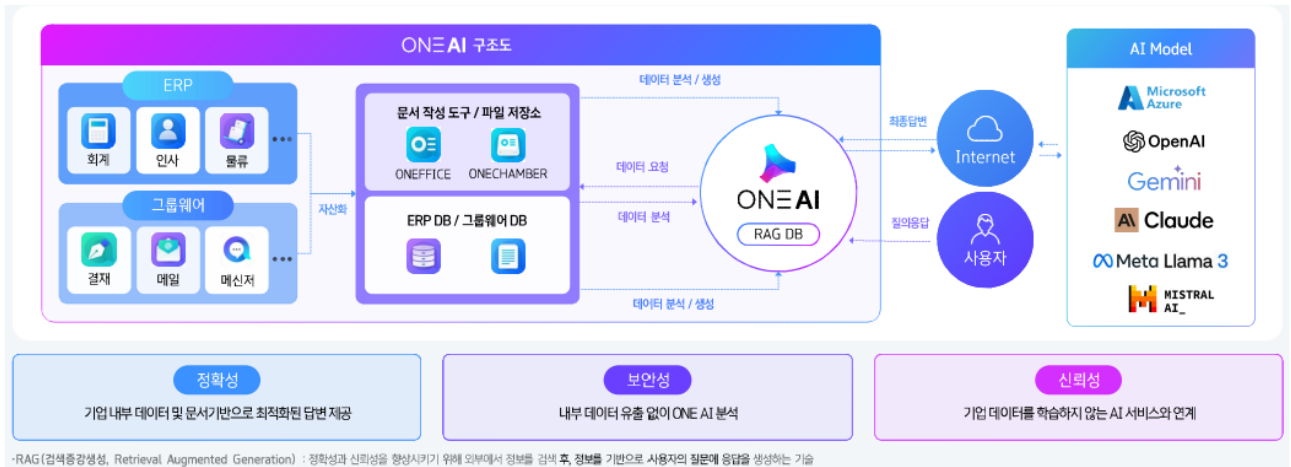 ONE AI 구조도
ERP
회계
인사
물류
그룹웨어
결재
메일
메신저
자산화
문서 작성 도구 / 파일 저장소
ONEFFICE
ONECHAMBER
ERP DB / 그룹웨어 DB
데이터 분석 / 생성
데이터 요청
데이터 분석
데이터 분석 / 생성
ONE AI
RAG DB
최종답변
질의응답
Internet
사용자
AI Model
Microsoft
Azure
OpenAI
Gemini
Claude
Meta Llama 3
MISTRAL
AI_
정확성
기업 내부 데이터 및 문서기반으로 최적화된 답변 제공
보안성
내부 데이터 유출 없이 ONE AI 분석
신뢰성
기업 데이터를 학습하지 않는 AI 서비스와 연계
·RAG(검색증강생성, Retrieval Augmented Generation) : 정확성과 신뢰성을 향상시키기 위해 외부에서 정보를 검색 후, 정보를 기반으로 사용자의 질문에 응답을 생성하는 기술